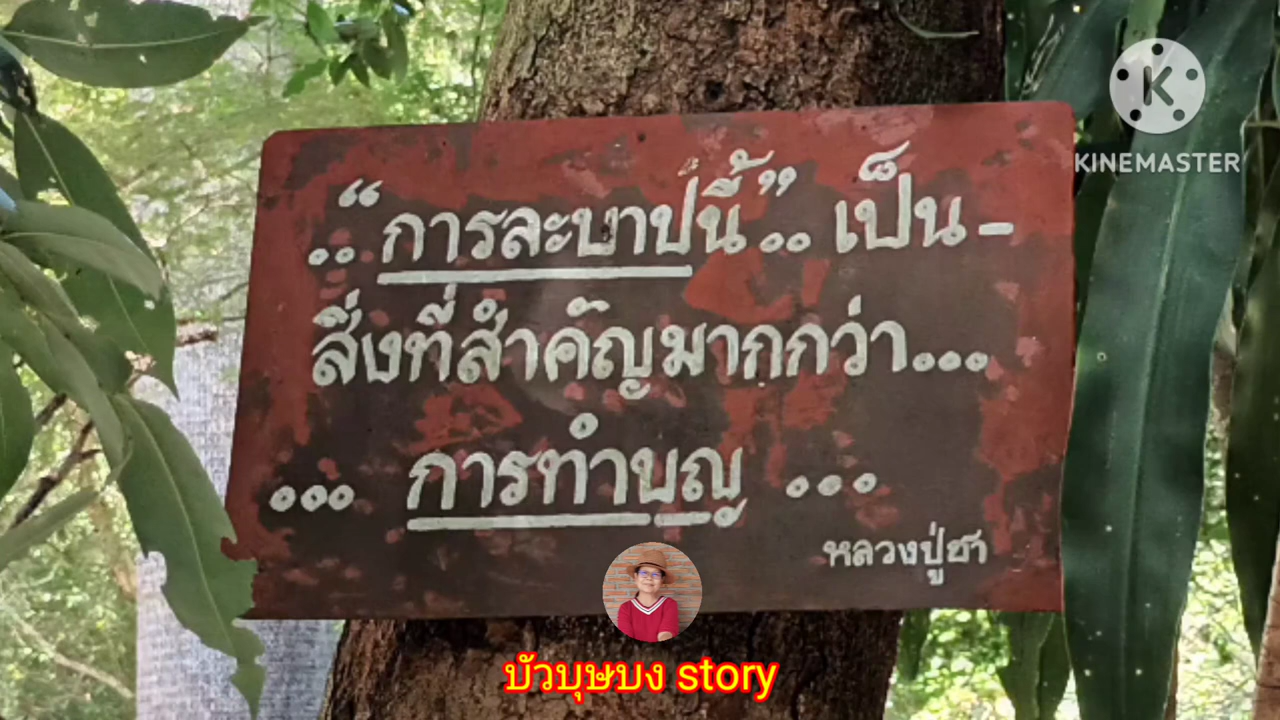 .. “การละบาปนี้” .. เป็น -
สิ่งที่สำคัญมากกว่า...
... การทำบุญ ...
หลวงปู่ฮา
KINEMASTER
บัวบุษบง story